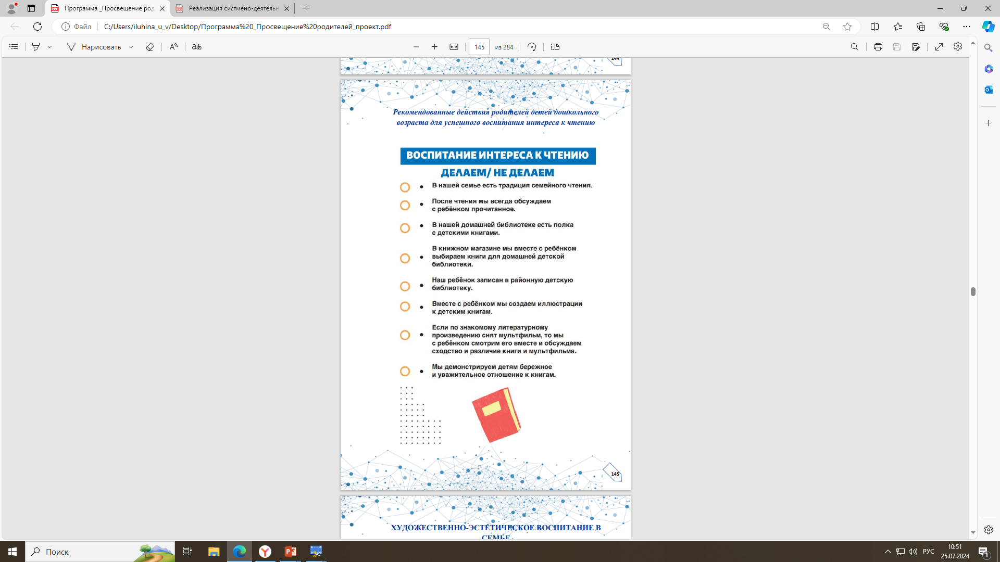 Программа _Просвещение род
Реализация систмено-деятельн
Файл
C:/Users/iluhina_u_v/Desktop/Программа%20_Просвещение%20родителей_проект.pdf
Нарисовать
аあ
145
из 284
144
Рекомендованные действия родителей детей дошкольного
возраста для успешного воспитания интереса к чтению
ВОСПИТАНИЕ ИНТЕРЕСА К ЧТЕНИЮ
ДЕЛАЕМ/ НЕ ДЕЛАЕМ
• В нашей семье есть традиция семейного чтения.
• После чтения мы всегда обсуждаем
с ребёнком прочитанное.
• В нашей домашней библиотеке есть полка
с детскими книгами.
• В книжном магазине мы вместе с ребёнком
выбираем книги для домашней детской
библиотеки.
• Наш ребёнок записан в районную детскую
библиотеку.
• Вместе с ребёнком мы создаем иллюстрации
к детским книгам.
• Если по знакомому литературному
произведению снят мультфильм, то мы
с ребёнком смотрим его вместе и обсуждаем
сходство и различие книги и мультфильма.
• Мы демонстрируем детям бережное
и уважительное отношение к книгам.
145
ХУДОЖЕСТВЕННО-ЭСТЕТИЧЕСКОЕ ВОСПИТАНИЕ В
СЕМЬЕ
Поиск
РУС
10:51
25.07.2024
1